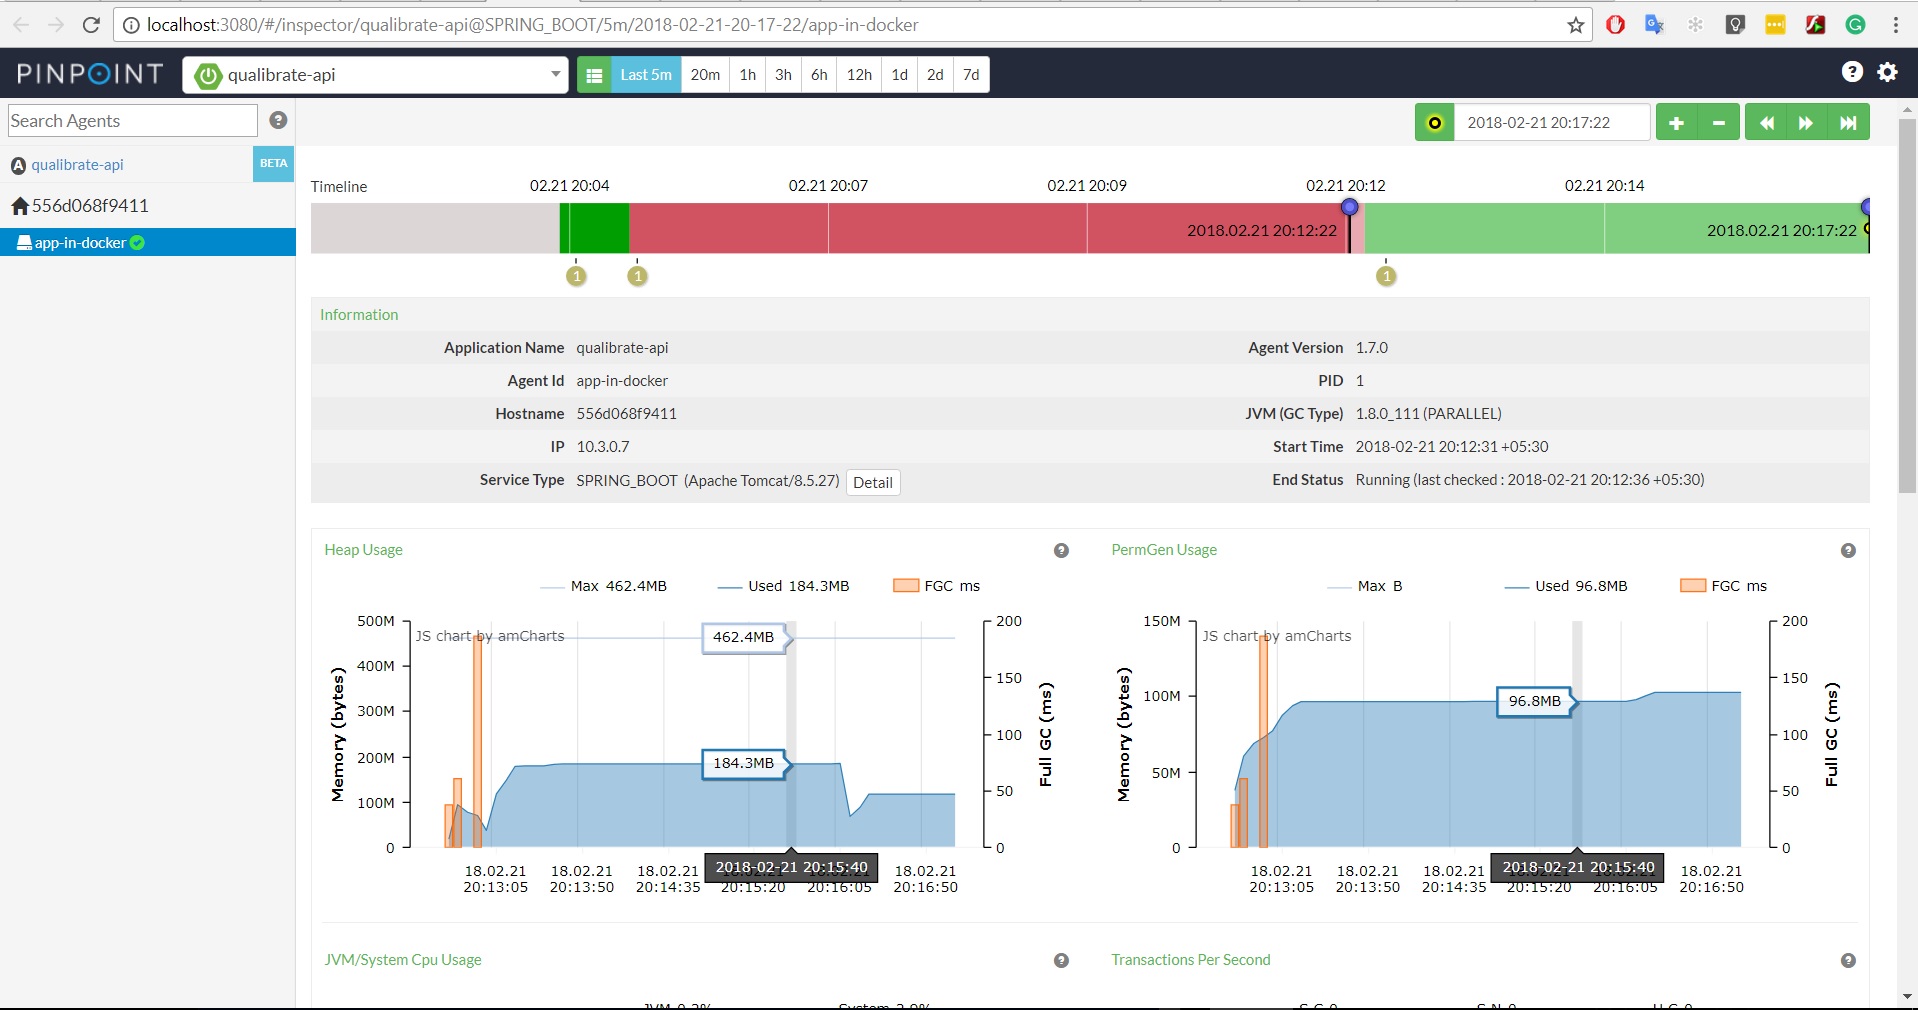 localhost:3080/#/inspector/qualibrate-api@SPRING_BOOT/5m/2018-02-21-20-17-22/app-in-docker
PINPOINT
qualibrate-api
Last 5m 20m 1h 3h 6h 12h 1d 2d 7d
Search Agents
2018-02-21 20:17:22
A qualibrate-api BETA
556d068f9411
app-in-docker
Timeline 02.21 20:04 02.21 20:07 02.21 20:09 02.21 20:12 02.21 20:14
2018.02.21 20:12:22 2018.02.21 20:17:22
1 1 1
Information
Application Name qualibrate-api Agent Version 1.7.0
Agent Id app-in-docker PID 1
Hostname 556d068f9411 JVM (GC Type) 1.8.0_111 (PARALLEL)
IP 10.3.0.7 Start Time 2018-02-21 20:12:31 +05:30
Service Type SPRING_BOOT (Apache Tomcat/8.5.27) Detail End Status Running (last checked : 2018-02-21 20:12:36 +05:30)
Heap Usage
Max 462.4MB Used 184.3MB FGC ms
JS chart by amCharts
500M
400M
300M
200M
100M
0
Memory (bytes)
462.4MB
184.3MB
200
150
100
50
0
Full GC (ms)
2018-02-21 20:15:40
18.02.21 18.02.21 18.02.21 18.02.21
20:13:05 20:13:50 20:14:35 20:15:20 20:16:05 20:16:50
PermGen Usage
Max B Used 96.8MB FGC ms
JS chart by amCharts
150M
100M
50M
0
Memory (bytes)
96.8MB
200
150
100
50
0
Full GC (ms)
2018-02-21 20:15:40
18.02.21 18.02.21 18.02.21 18.02.21
20:13:05 20:13:50 20:14:35 20:15:20 20:16:05 20:16:50
JVM/System Cpu Usage
Transactions Per Second